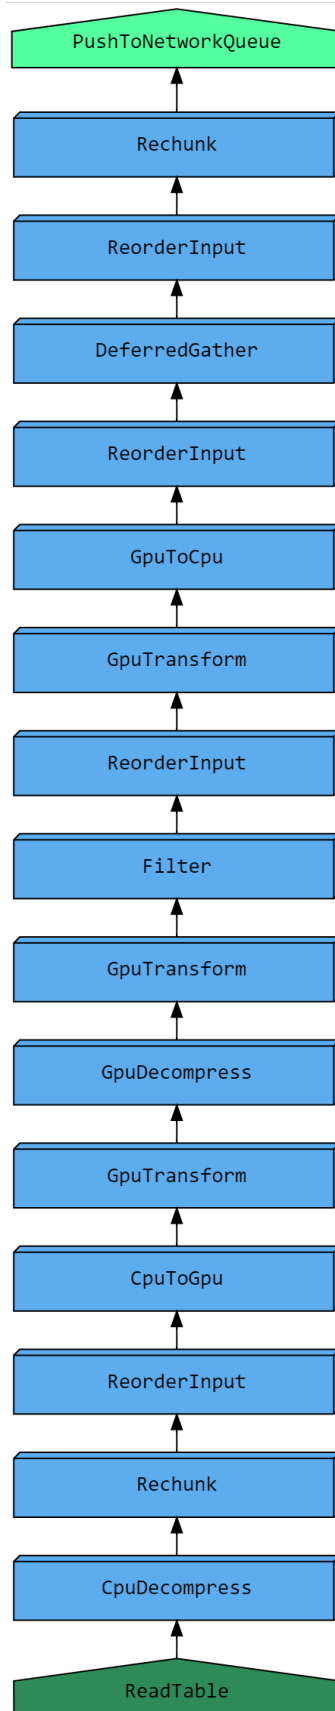 PushToNetworkQueue
Rechunk
ReorderInput
DeferredGather
ReorderInput
GpuToCpu
GpuTransform
ReorderInput
Filter
GpuTransform
GpuDecompress
GpuTransform
CpuToGpu
ReorderInput
Rechunk
CpuDecompress
ReadTable